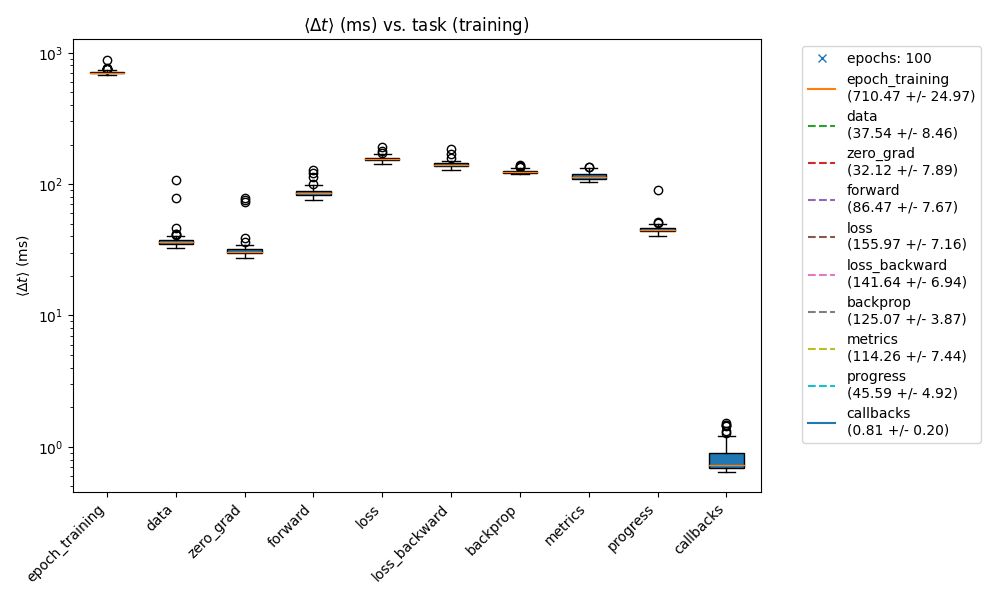 ⟨Δt⟩ (ms) vs. task (training)
⟨Δt⟩ (ms)
10³
10²
10¹
10⁰
epoch_training
data
zero_grad
forward
loss
loss_backward
backprop
metrics
progress
callbacks
epochs: 100
epoch_training
(710.47 +/- 24.97)
data
(37.54 +/- 8.46)
zero_grad
(32.12 +/- 7.89)
forward
(86.47 +/- 7.67)
loss
(155.97 +/- 7.16)
loss_backward
(141.64 +/- 6.94)
backprop
(125.07 +/- 3.87)
metrics
(114.26 +/- 7.44)
progress
(45.59 +/- 4.92)
callbacks
(0.81 +/- 0.20)